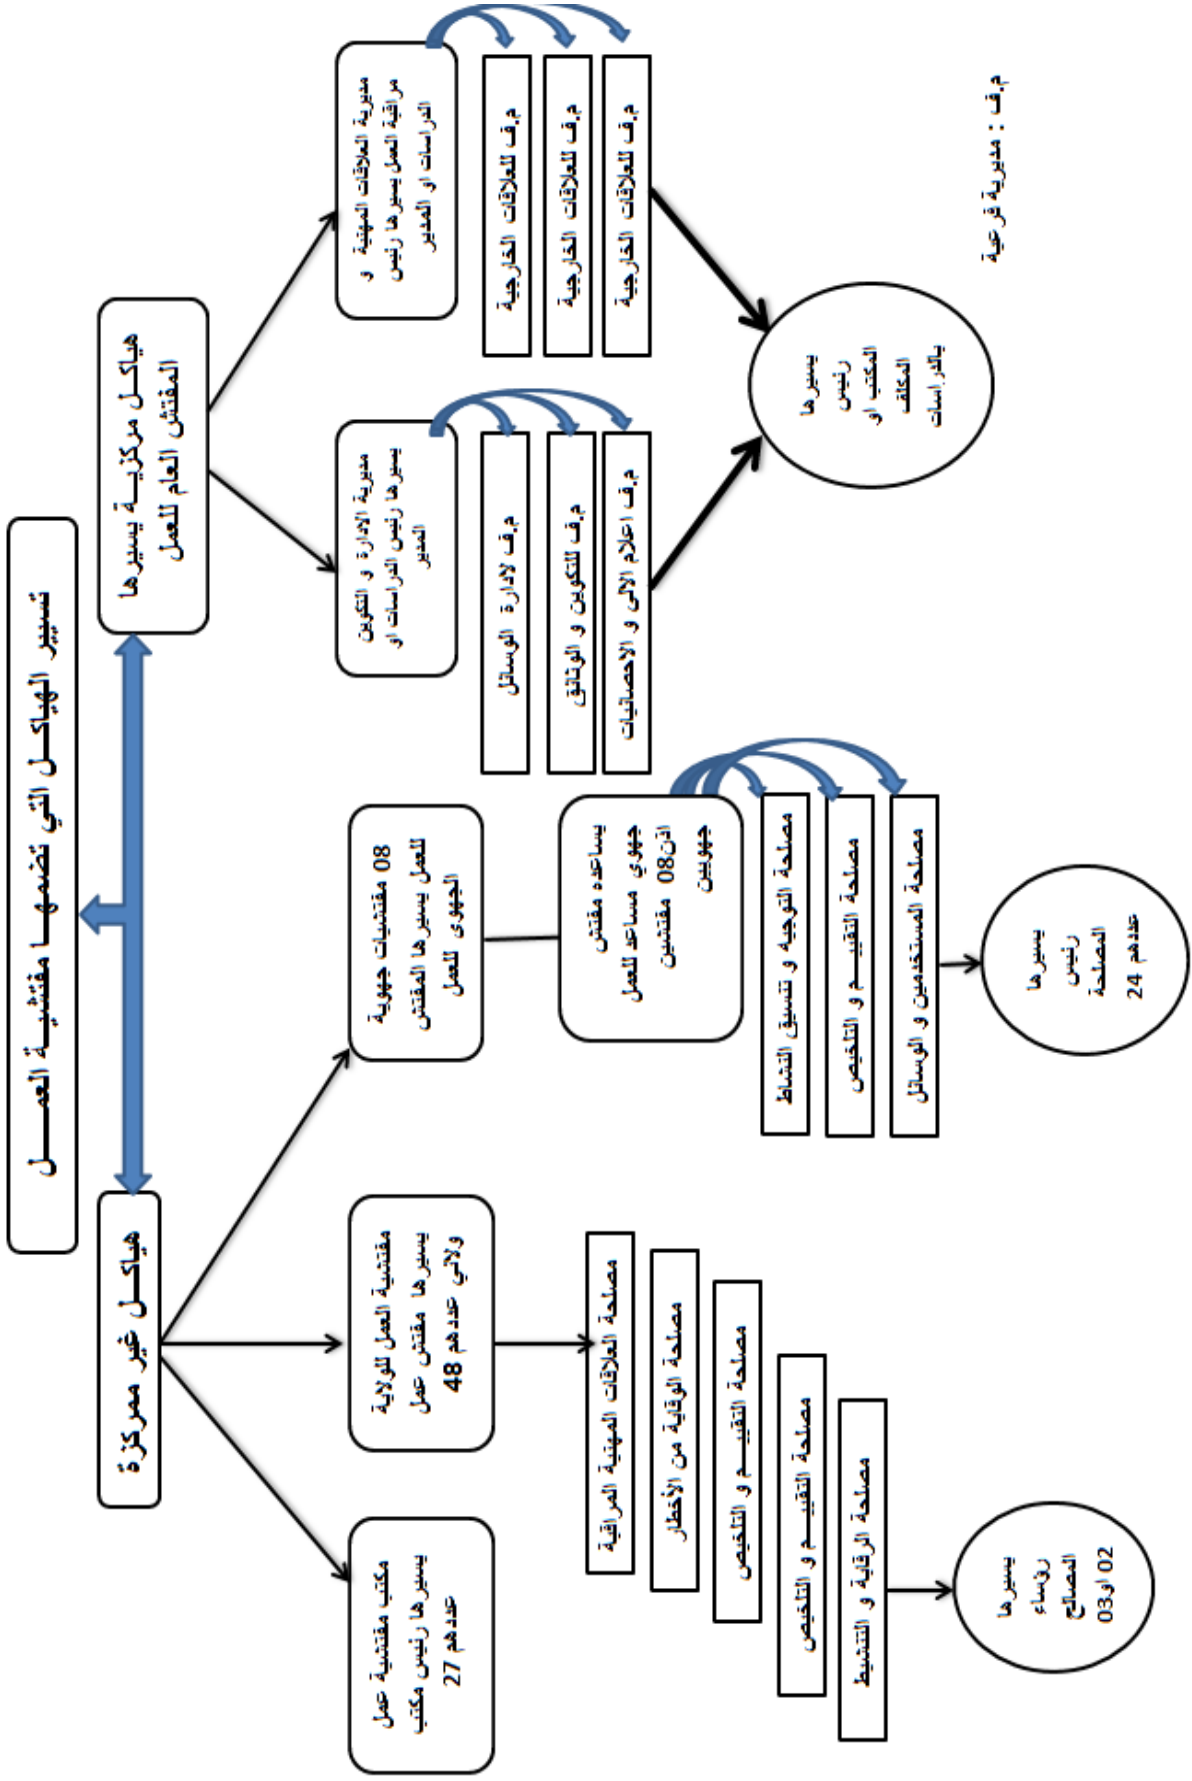 تسيير الهياكل التي تضمها مفتشية العمل
هياكل مركزية يسيرها
المفتش العام للعمل
هياكل غير ممركزة
مديرية العلاقات المهنية و
مراقبة العمل يسيرها رئيس
الدراسات او المدير
م.ف للعلاقات الخارجية
م.ف للعلاقات الخارجية
م.ف للعلاقات الخارجية
مديرية الادارة و التكوين
يسيرها رئيس الدراسات او
المدير
م.ف لادارة الوسائل
م.ف للتكوين و الوثائق
م.ف اعلام الالى و الاحصائيات
يسيرها
رئيس
المكتب او
المكلف
بالدراسات
م.ف : مديرية فرعية
08 مفتشيات جهوية
للعمل يسيرها المفتش
الجهوى للعمل
يساعده مفتش
جهوي مساعد للعمل
اذن08 مفتشين
جهويين
مصلحة التوجيه و تنسيق النشاط
مصلحة التقييم و التلخيص
مصلحة المستخدمين و الوسائل
يسيرها
رئيس
المصلحة
عددهم 24
مفتشية العمل للولاية
يسيرها مفتش عمل
ولائي عددهم 48
مصلحة العلاقات المهنية المراقبة
مصلحة الوقاية من الأخطار
مصلحة التقييم و التلخيص
مصلحة التقييم و التلخيص
مصلحة الرقابة و التنشيط
يسيرها
رؤساء
المصالح
02 او03
مكتب مفتشية عمل
يسيرها رئيس مكتب
عددهم 27